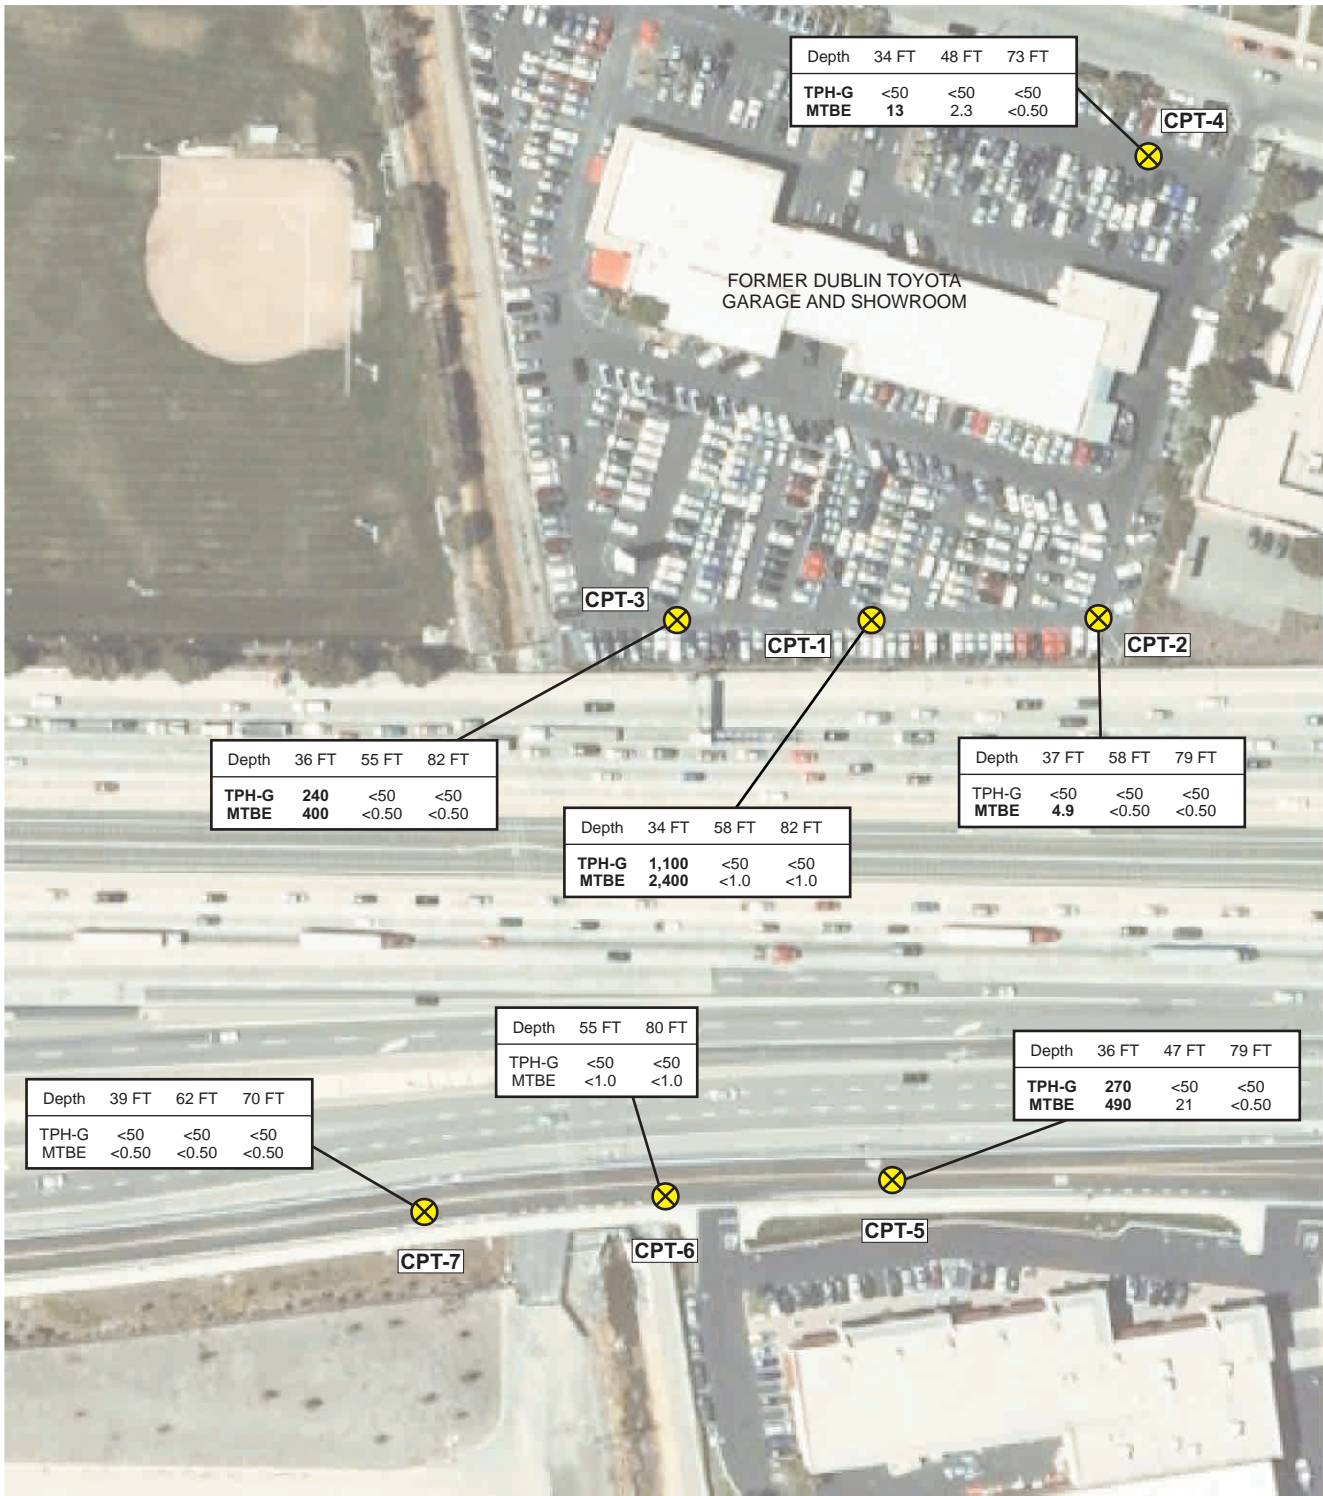 Depth 34 FT 48 FT 73 FT
TPH-G <50 <50 <50
MTBE 13 2.3 <0.50
CPT-4
FORMER DUBLIN TOYOTA
GARAGE AND SHOWROOM
CPT-3
CPT-1
CPT-2
Depth 36 FT 55 FT 82 FT
TPH-G 240 <50 <50
MTBE 400 <0.50 <0.50
Depth 37 FT 58 FT 79 FT
TPH-G <50 <50 <50
MTBE 4.9 <0.50 <0.50
Depth 34 FT 58 FT 82 FT
TPH-G 1,100 <50 <50
MTBE 2,400 <1.0 <1.0
Depth 55 FT 80 FT
TPH-G <50 <50
MTBE <1.0 <1.0
Depth 36 FT 47 FT 79 FT
TPH-G 270 <50 <50
MTBE 490 21 <0.50
Depth 39 FT 62 FT 70 FT
TPH-G <50 <50 <50
MTBE <0.50 <0.50 <0.50
CPT-5
CPT-6
CPT-7